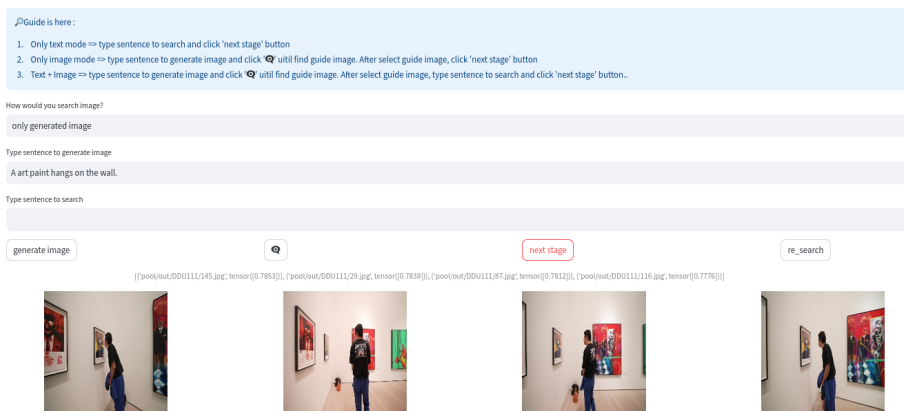 Guide is here :
1. Only text mode => type sentence to search and click 'next stage' button
2. Only image mode => type sentence to generate image and click '👁' uitil find guide image. After select guide image, click 'next stage' button
3. Text + Image => type sentence to generate image and click '👁' uitil find guide image. After select guide image, type sentence to search and click 'next stage' button..
How would you search image?
only generated image
Type sentence to generate image
A art paint hangs on the wall.
Type sentence to search
generate image
next stage
re_search
[('pool/out/DDU111/145.jpg', tensor([0.7853])), ('pool/out/DDU111/29.jpg', tensor([0.7838])), ('pool/out/DDU111/67.jpg', tensor([0.7812])), ('pool/out/DDU111/116.jpg', tensor([0.7776]))]